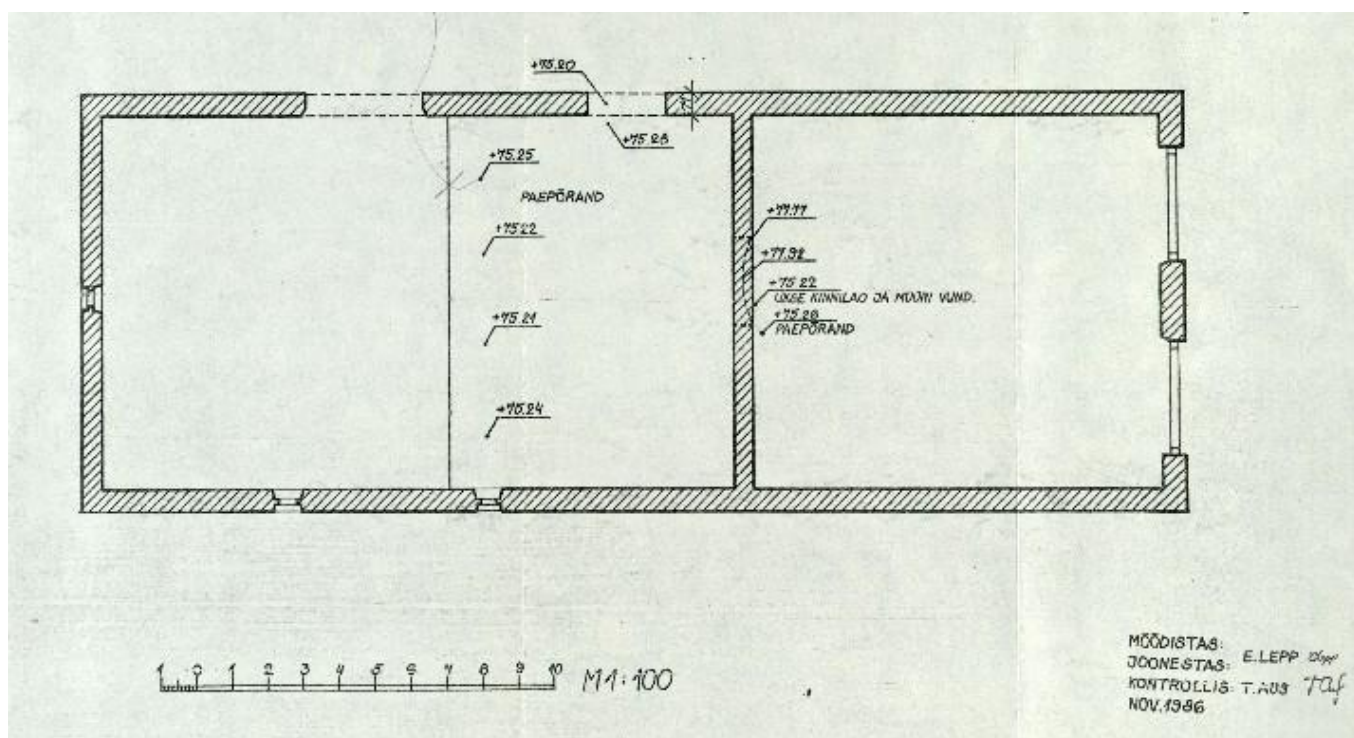 +75.20
+75.26
+75.25
PAEPÕRAND
+75.22
+77.77
+77.32
+75.22
UKSE KINNILAO JA MÜÜRI VUND.
+75.26
PAEPÕRAND
+75.21
+75.24
1 0 1 2 3 4 5 6 7 8 9 10 M 1:100
MÕÕDISTAS:
JOONESTAS: E.LEPP
KONTROLLIS: T.AUS
NOV.1986